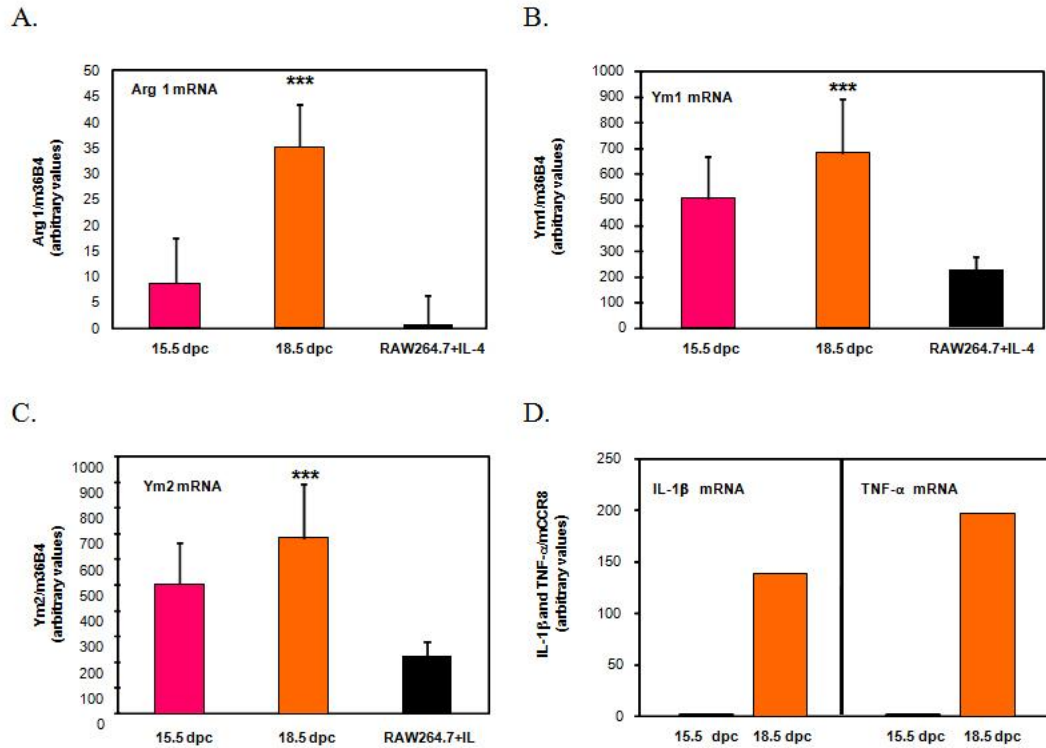 A.
Arg 1 mRNA
***
Arg 1/m36B4
(arbitrary values)
50
45
40
35
30
25
20
15
10
5
0
15.5 dpc
18.5 dpc
RAW264.7+IL-4
B.
Ym1 mRNA
***
Ym1/m36B4
(arbitrary values)
1000
900
800
700
600
500
400
300
200
100
0
15.5 dpc
18.5 dpc
RAW264.7+IL-4
C.
Ym2 mRNA
***
Ym2/m36B4
(arbitrary values)
1000
900
800
700
600
500
400
300
200
100
0
15.5 dpc
18.5 dpc
RAW264.7+IL
D.
IL-1β mRNA
TNF-α mRNA
IL-1β and TNF-α/mCCR8
(arbitrary values)
250
200
150
100
50
0
15.5 dpc
18.5 dpc
15.5 dpc
18.5 dpc